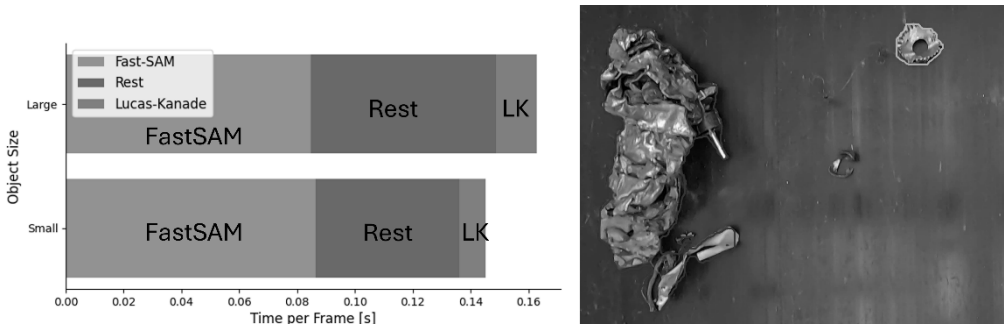 Fast-SAM
Rest
Lucas-Kanade
Large
FastSAM
Rest
LK
Object Size
Small
FastSAM
Rest
LK
0.00 0.02 0.04 0.06 0.08 0.10 0.12 0.14 0.16
Time per Frame [s]